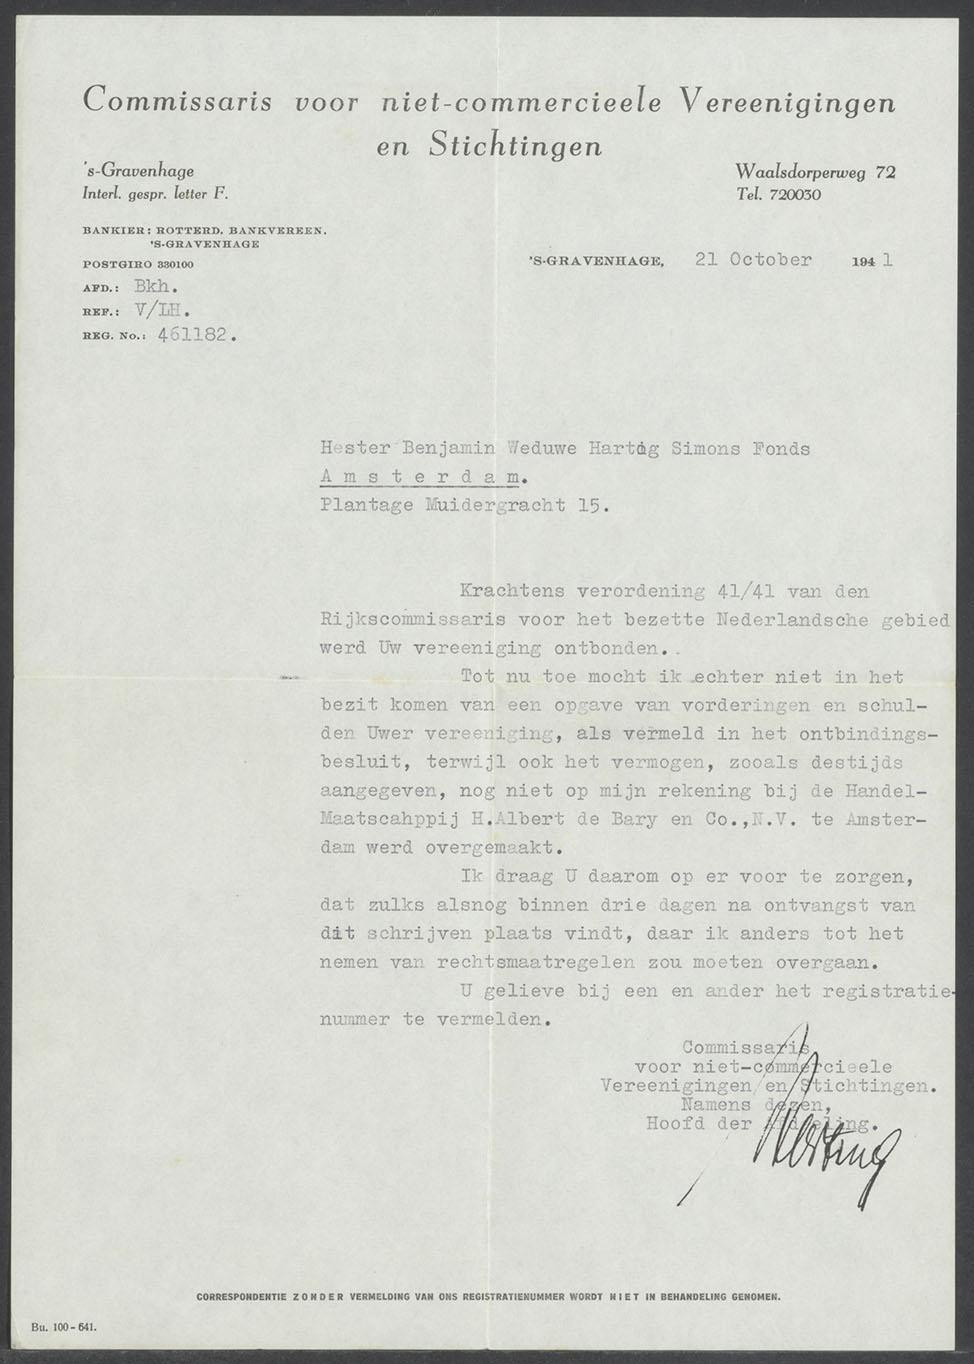 Commissaris voor niet-commercieele Vereenigingen
en Stichtingen
's-Gravenhage
Interl. gespr. letter F.
Waalsdorperweg 72
Tel. 720030
BANKIER: ROTTERD. BANKVEREEN.
'S-GRAVENHAGE
POSTGIRO 330100
'S-GRAVENHAGE, 21 October 1941
AFD.: Bkh.
REF.: V/LH.
REG. No.: 461182.
Hester Benjamin Weduwe Hartog Simons Fonds
A m s t e r d a m.
Plantage Muidergracht 15.
Krachtens verordening 41/41 van den
Rijkscommissaris voor het bezette Nederlandsche gebied
werd Uw vereeniging ontbonden..
Tot nu toe mocht ik echter niet in het
bezit komen van een opgave van vorderingen en schul-
den Uwer vereeniging, als vermeld in het ontbindings-
besluit, terwijl ook het vermogen, zooals destijds
aangegeven, nog niet op mijn rekening bij de Handel-
Maatscahppij H.Albert de Bary en Co.,N.V. te Amster-
dam werd overgemaakt.
Ik draag U daarom op er voor te zorgen,
dat zulks alsnog binnen drie dagen na ontvangst van
dit schrijven plaats vindt, daar ik anders tot het
nemen van rechtsmaatregelen zou moeten overgaan.
U gelieve bij een en ander het registratie-
nummer te vermelden.
Commissaris
voor niet-commercieele
Vereenigingen en Stichtingen.
Namens dezen,
Hoofd der Afdeeling.
CORRESPONDENTIE ZONDER VERMELDING VAN ONS REGISTRATIENUMMER WORDT NIET IN BEHANDELING GENOMEN.
Bu. 100-641.